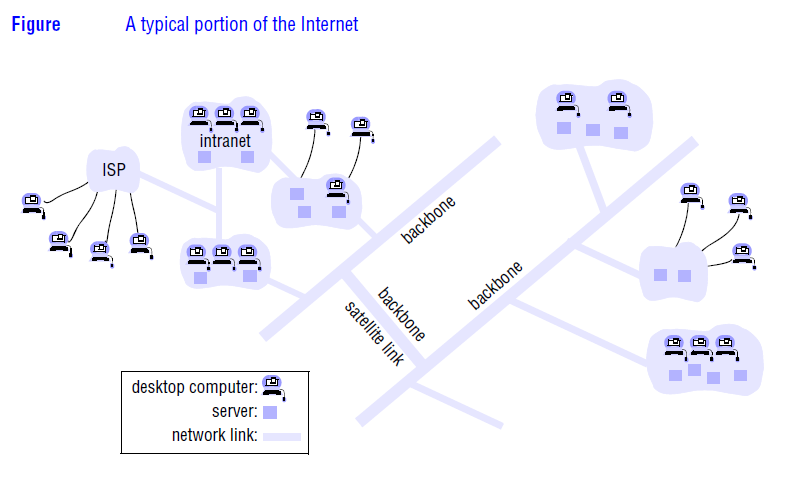 Figure A typical portion of the Internet
intranet
ISP
backbone
backbone
backbone
satellite link
desktop computer:
server:
network link: